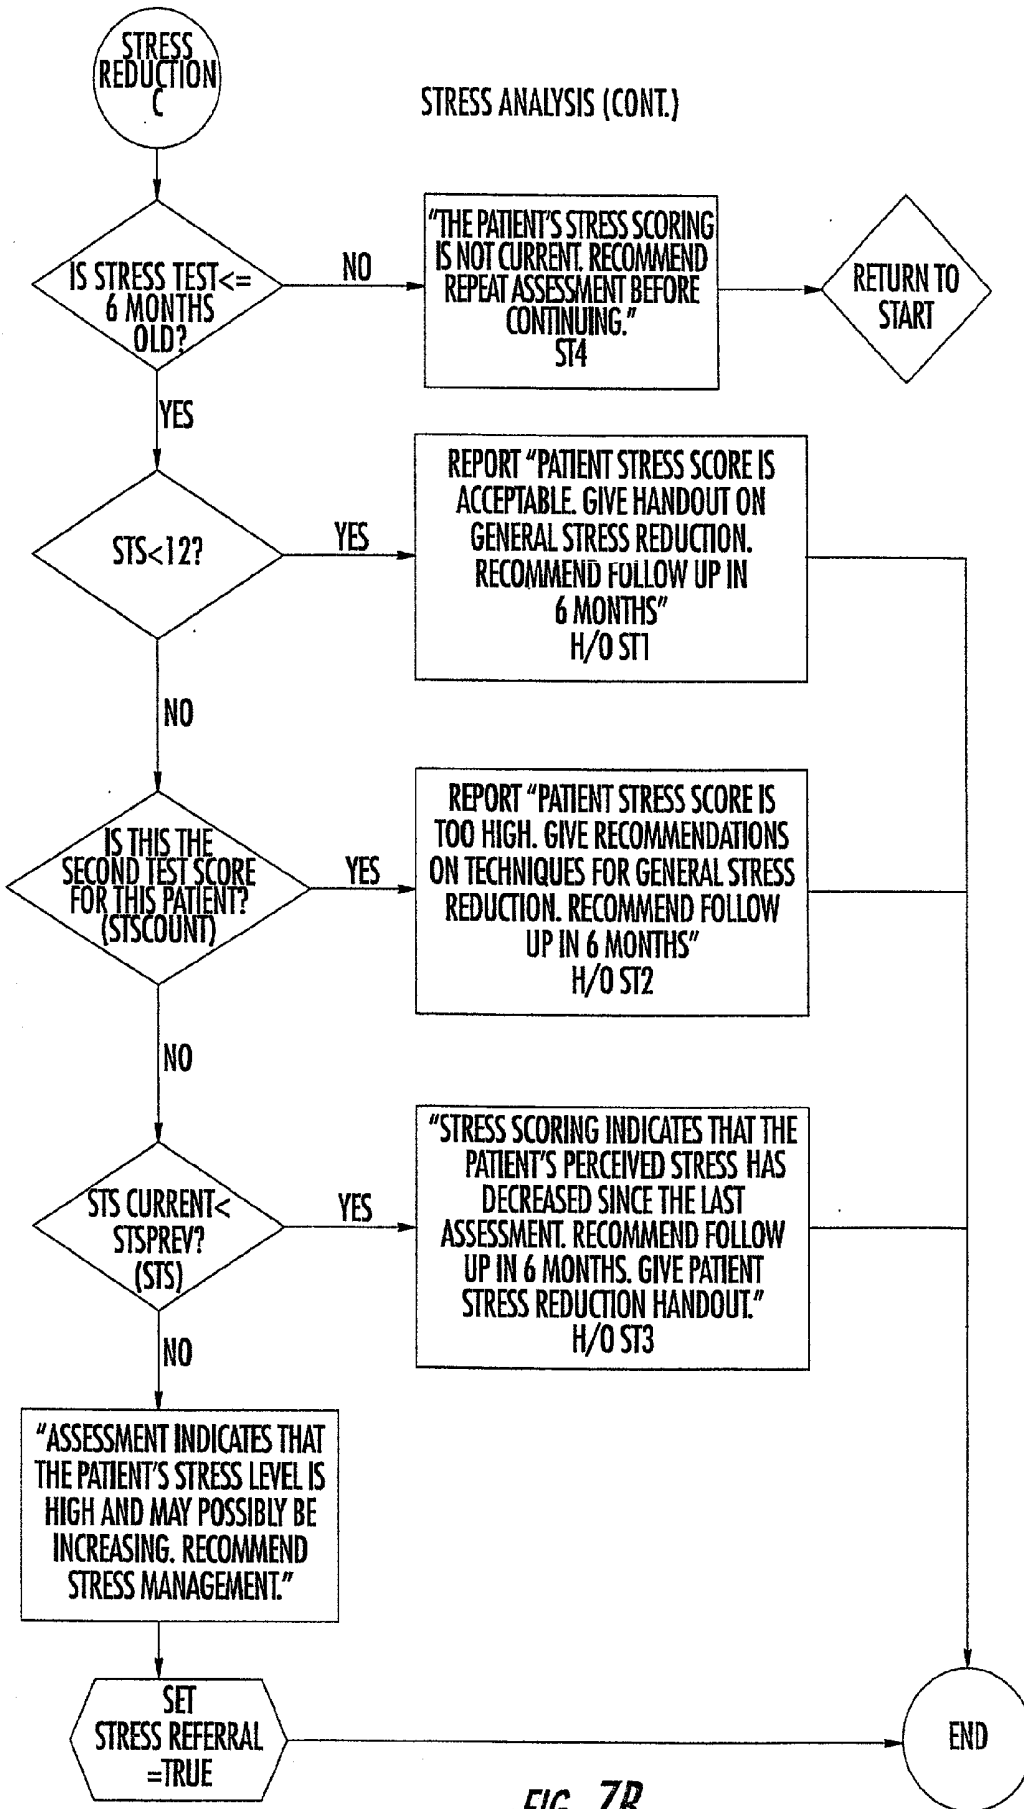 STRESS
REDUCTION
C
STRESS ANALYSIS (CONT.)
IS STRESS TEST<=
6 MONTHS
OLD?
NO
"THE PATIENT'S STRESS SCORING
IS NOT CURRENT. RECOMMEND
REPEAT ASSESSMENT BEFORE
CONTINUING."
ST4
RETURN TO
START
YES
STS<12?
YES
REPORT "PATIENT STRESS SCORE IS
ACCEPTABLE. GIVE HANDOUT ON
GENERAL STRESS REDUCTION.
RECOMMEND FOLLOW UP IN
6 MONTHS"
H/O ST1
NO
IS THIS THE
SECOND TEST SCORE
FOR THIS PATIENT?
(STSCOUNT)
YES
REPORT "PATIENT STRESS SCORE IS
TOO HIGH. GIVE RECOMMENDATIONS
ON TECHNIQUES FOR GENERAL STRESS
REDUCTION. RECOMMEND FOLLOW
UP IN 6 MONTHS"
H/O ST2
NO
STS CURRENT<
STSPREV?
(STS)
YES
"STRESS SCORING INDICATES THAT THE
PATIENT'S PERCEIVED STRESS HAS
DECREASED SINCE THE LAST
ASSESSMENT. RECOMMEND FOLLOW
UP IN 6 MONTHS. GIVE PATIENT
STRESS REDUCTION HANDOUT."
H/O ST3
NO
"ASSESSMENT INDICATES THAT
THE PATIENT'S STRESS LEVEL IS
HIGH AND MAY POSSIBLY BE
INCREASING. RECOMMEND
STRESS MANAGEMENT."
SET
STRESS REFERRAL
=TRUE
END
FIG. 7R